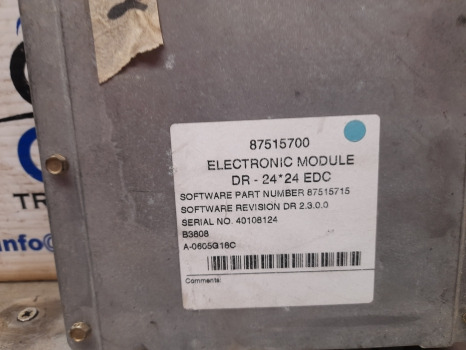 87515700
ELECTRONIC MODULE
DR - 24*24 EDC
SOFTWARE PART NUMBER 87515715
SOFTWARE REVISION DR 2.3.0.0
SERIAL NO. 40108124
B3808
A-0605G18C
Comments:
TR
info@